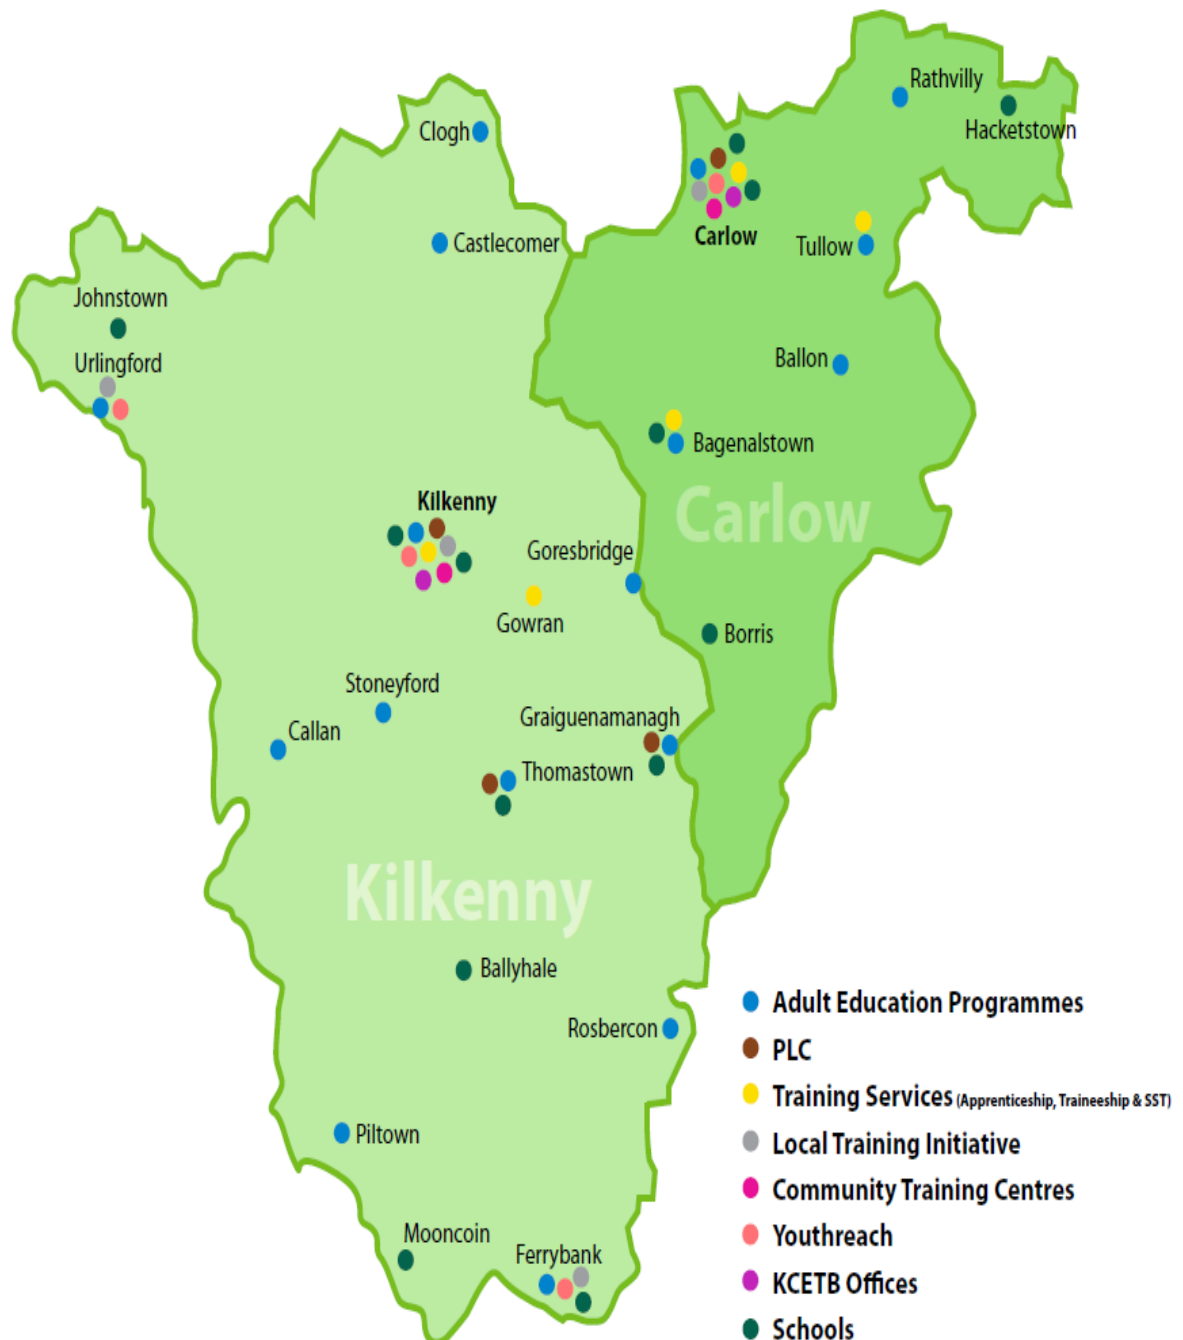 Rathvilly
Clogh
Hacketstown
Carlow
Castlecomer
Tullow
Johnstown
Urlingford
Ballon
Bagenalstown
Kilkenny
Carlow
Goresbridge
Gowran
Borris
Stoneyford
Graiguenamanagh
Callan
Thomastown
Kilkenny
Ballyhale
Rosbercon
Piltown
Mooncoin
Ferrybank
Adult Education Programmes
PLC
Training Services (Apprenticeship, Traineeship & SST)
Local Training Initiative
Community Training Centres
Youthreach
KCETB Offices
Schools